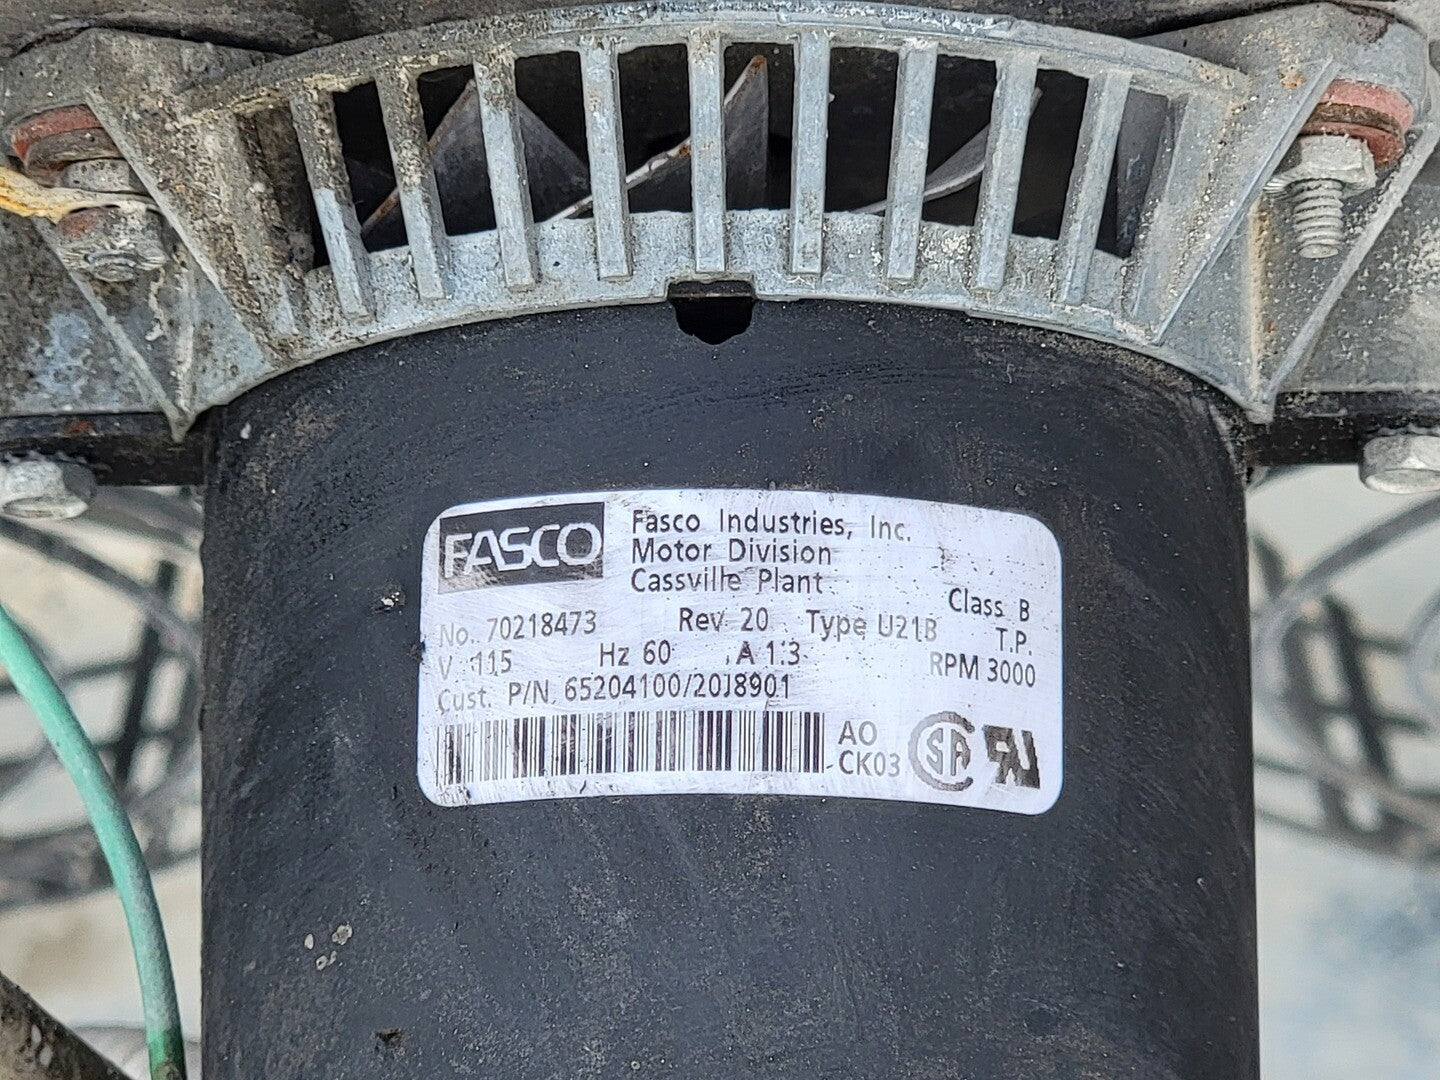 FASCO
Fasco Industries, Inc.
Motor Division
Cassville Plant
Class B
No. 70218473 Rev 20 Type U21B T.P.
V 115 Hz 60 A 1.3 RPM 3000
Cust. P/N 65204100/20J8901
AO
CK03
CSA